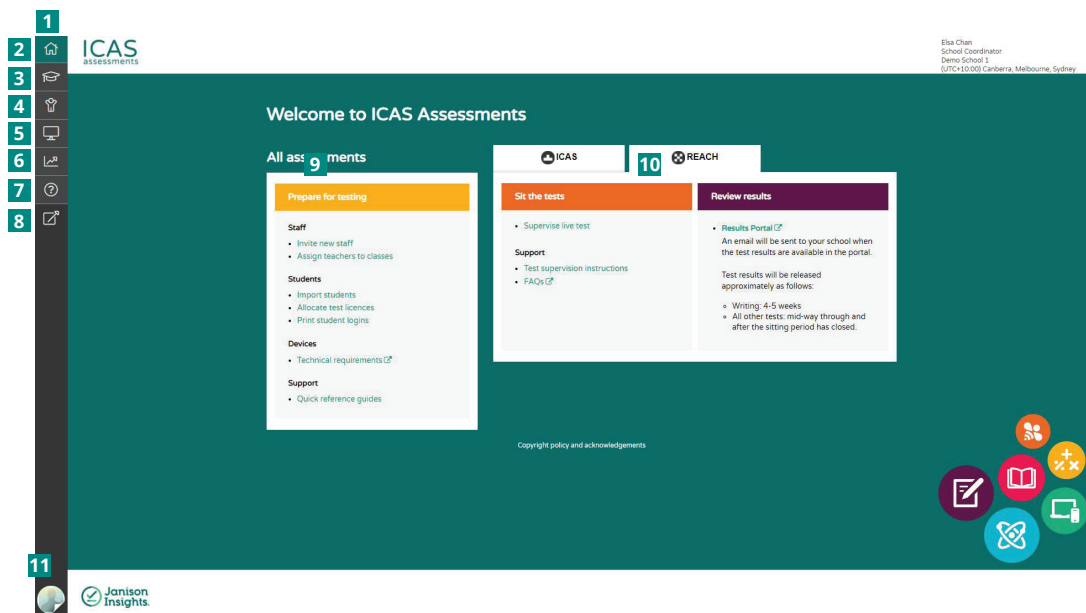 1
2
3
4
5
6
7
8
ICAS
assessments
Elsa Chan
School Coordinator
Demo School 1
(UTC+10:00) Canberra, Melbourne, Sydney
Welcome to ICAS Assessments
All ass 9 ments
Prepare for testing
Staff
• Invite new staff
• Assign teachers to classes
Students
• Import students
• Allocate test licences
• Print student logins
Devices
• Technical requirements
Support
• Quick reference guides
ICAS
10
REACH
Sit the tests
• Supervise live test
Support
• Test supervision instructions
• FAQs
Review results
• Results Portal
An email will be sent to your school when
the test results are available in the portal.
Test results will be released
approximately as follows:
Writing: 4-5 weeks
All other tests: mid-way through and
after the sitting period has closed.
Copyright policy and acknowledgements
11
Janison
Insights.